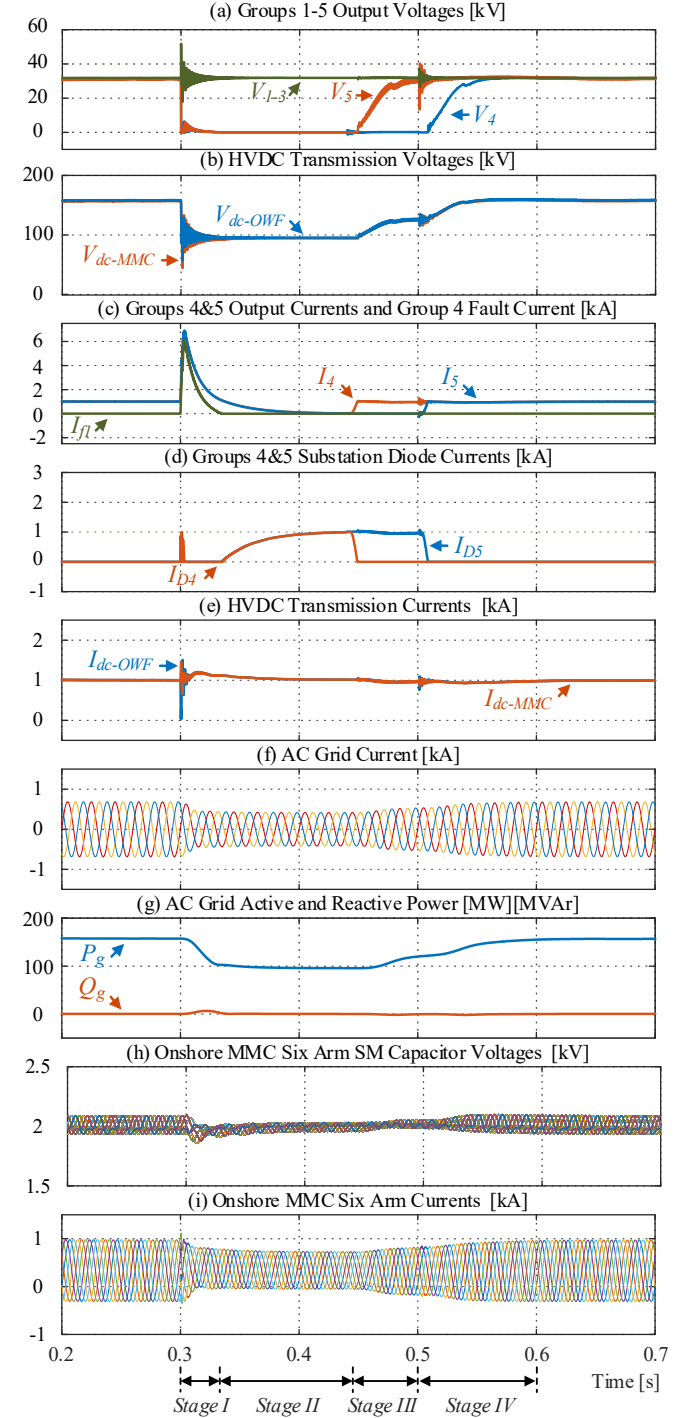 (a) Groups 1-5 Output Voltages [kV]
60
40
20
0
V1-3
V5
V4
(b) HVDC Transmission Voltages [kV]
200
100
0
Vdc-OWF
Vdc-MMC
(c) Groups 4&5 Output Currents and Group 4 Fault Current [kA]
6
4
2
0
-2
I4
I5
If1
(d) Groups 4&5 Substation Diode Currents [kA]
3
2
1
0
-1
ID5
ID4
(e) HVDC Transmission Currents [kA]
2
1
0
Idc-OWF
Idc-MMC
(f) AC Grid Current [kA]
1
0
-1
(g) AC Grid Active and Reactive Power [MW][MVAr]
200
100
0
Pg
Qg
(h) Onshore MMC Six Arm SM Capacitor Voltages [kV]
2.5
2
1.5
(i) Onshore MMC Six Arm Currents [kA]
1
0
-1
0.2 0.3 0.4 0.5 0.6 0.7
Time [s]
Stage I Stage II Stage III Stage IV